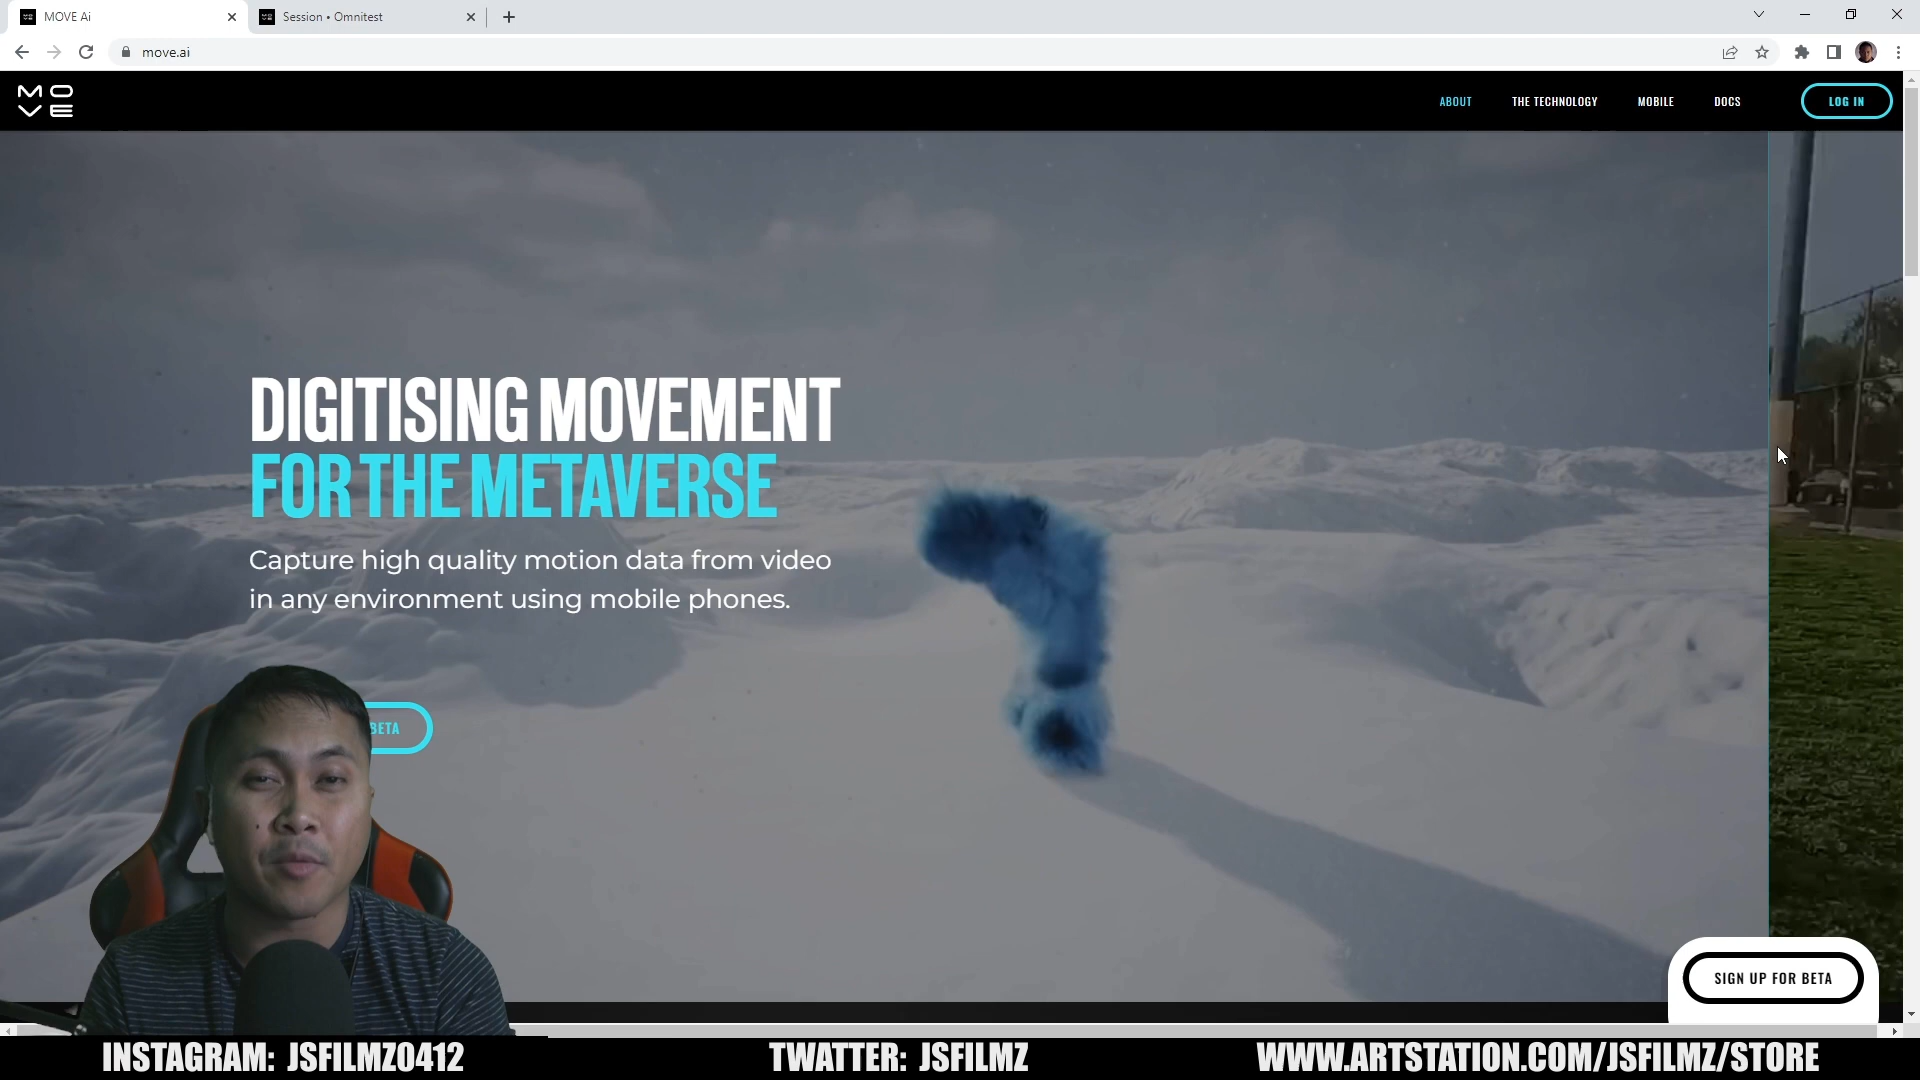 MOVE Ai
Session • Omnitest
move.ai
MOVE
ABOUT
THE TECHNOLOGY
MOBILE
DOCS
LOG IN
DIGITISING MOVEMENT
FOR THE METAVERSE
Capture high quality motion data from video
in any environment using mobile phones.
BETA
SIGN UP FOR BETA
INSTAGRAM: JSFILMZ0412
TWATTER: JSFILMZ
WWW.ARTSTATION.COM/JSFILMZ/STORE